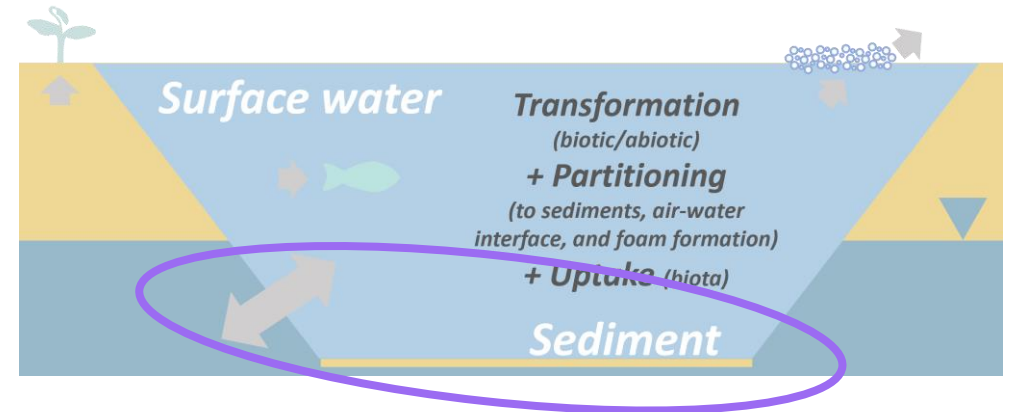 Surface water
Transformation
(biotic/abiotic)
+ Partitioning
(to sediments, air-water
interface, and foam formation)
+ Uptake (biota)
Sediment